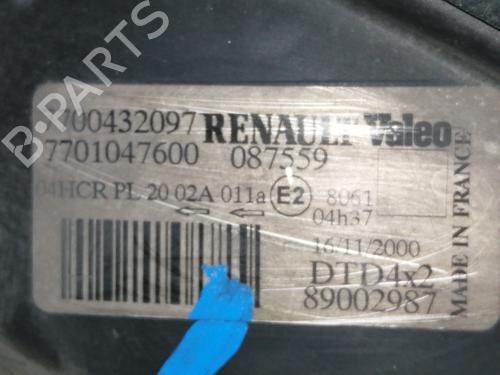 700432097 RENAULT Valeo
7701047600 087559
04HCR PL 20 02A 011a E2 8061
04h37
16/11/2000
DTD4x2
89002987
MADE IN FRANCE
B-PARTS